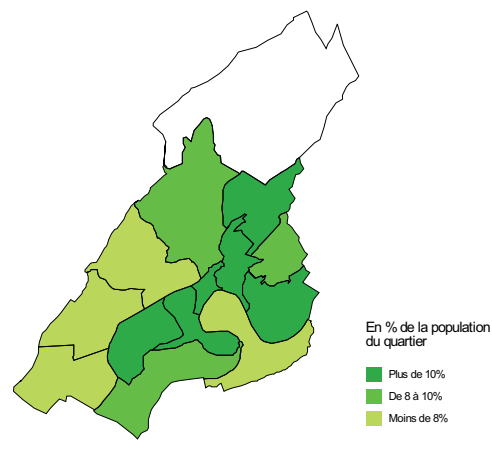 En % de la population
du quartier
Plus de 10%
De 8 à 10%
Moins de 8%